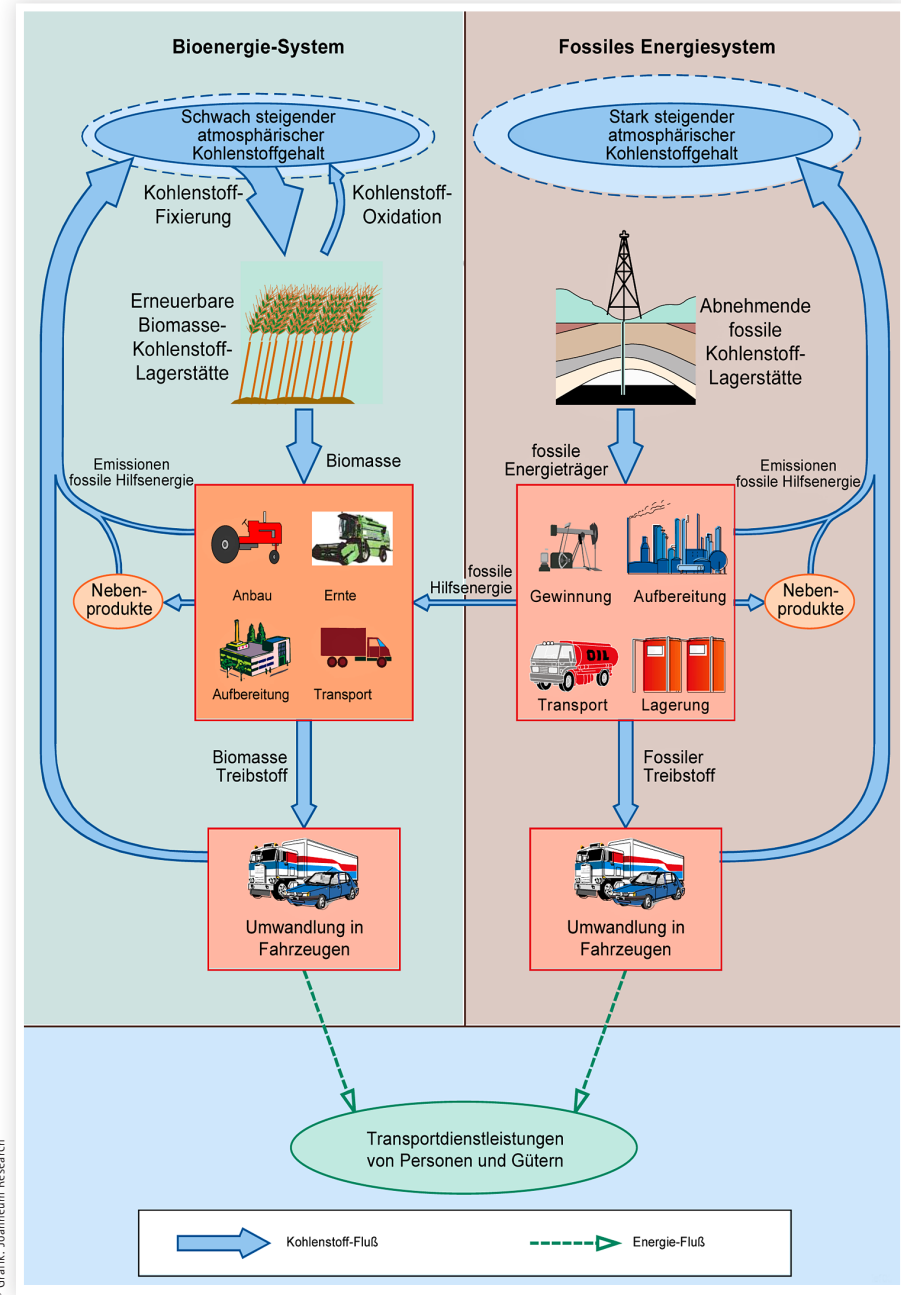 Bioenergie-System
Fossiles Energiesystem
Schwach steigender
atmosphärischer
Kohlenstoffgehalt
Stark steigender
atmosphärischer
Kohlenstoffgehalt
Kohlenstoff-
Fixierung
Kohlenstoff-
Oxidation
Erneuerbare
Biomasse-
Kohlenstoff-
Lagerstätte
Abnehmende
fossile
Kohlenstoff-
Lagerstätte
Biomasse
fossile
Energieträger
Emissionen
fossile Hilfsenergie
Emissionen
fossile Hilfsenergie
Neben-
produkte
Anbau
Ernte
Aufbereitung
Transport
fossile
Hilfsenergie
Gewinnung
Aufbereitung
OIL
Transport
Lagerung
Neben-
produkte
Biomasse
Treibstoff
Fossiler
Treibstoff
Umwandlung in
Fahrzeugen
Umwandlung in
Fahrzeugen
Transportdienstleistungen
von Personen und Gütern
Kohlenstoff-Fluß
Energie-Fluß
Grafik: Joanneum Research